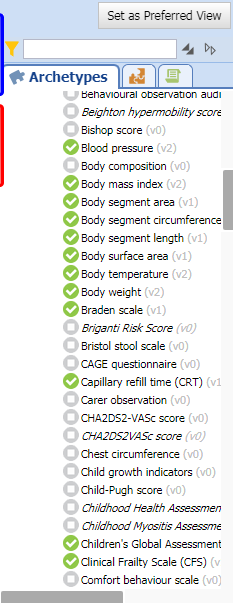 Set as Preferred View
Archetypes
Behavioural observation audi
Beighton hypermobility score
Bishop score (v0)
Blood pressure (v2)
Body composition (v0)
Body mass index (v2)
Body segment area (v1)
Body segment circumference
Body segment length (v1)
Body surface area (v1)
Body temperature (v2)
Body weight (v2)
Braden scale (v1)
Briganti Risk Score (v0)
Bristol stool scale (v0)
CAGE questionnaire (v0)
Capillary refill time (CRT) (v1
Carer observation (v0)
CHA2DS2-VASc score (v0)
CHA2DS2VASc score (v0)
Chest circumference (v0)
Child growth indicators (v0)
Child-Pugh score (v0)
Childhood Health Assessmen
Childhood Myositis Assessme
Children's Global Assessment
Clinical Frailty Scale (CFS) (v
Comfort behaviour scale (v0)